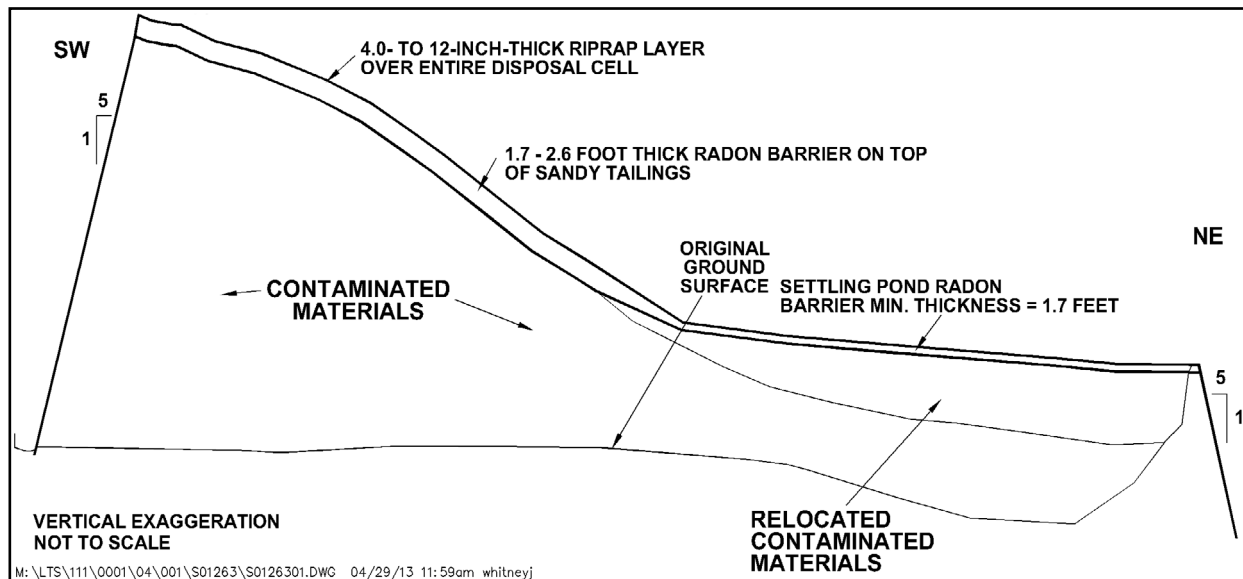 SW
4.0- TO 12-INCH-THICK RIPRAP LAYER
OVER ENTIRE DISPOSAL CELL
5
1
1.7 - 2.6 FOOT THICK RADON BARRIER ON TOP
OF SANDY TAILINGS
NE
ORIGINAL
GROUND
SURFACE
SETTLING POND RADON
BARRIER MIN. THICKNESS = 1.7 FEET
CONTAMINATED
MATERIALS
5
1
RELOCATED
CONTAMINATED
MATERIALS
VERTICAL EXAGGERATION
NOT TO SCALE
M: \LTS\111\0001\04\001\S01263\S0126301.DWG 04/29/13 11:59am whitneyj